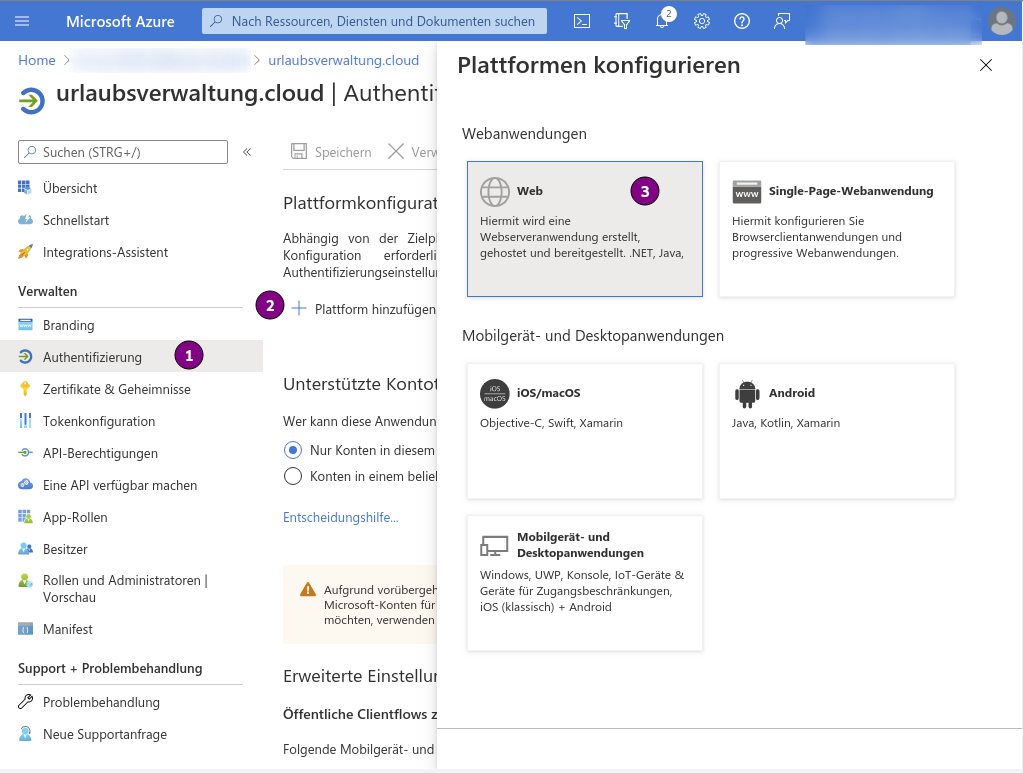 Microsoft Azure
Nach Ressourcen, Diensten und Dokumenten suchen
2
Home
urlaubsverwaltung.cloud
urlaubsverwaltung.cloud | Authentif
Suchen (STRG+/)
«
Übersicht
Schnellstart
Integrations-Assistent
Verwalten
Branding
Authentifizierung
1
Zertifikate & Geheimnisse
Tokenkonfiguration
API-Berechtigungen
Eine API verfügbar machen
App-Rollen
Besitzer
Rollen und Administratoren |
Vorschau
Manifest
Support + Problembehandlung
Problembehandlung
Neue Supportanfrage
Speichern
Verw
Plattformkonfigurat
Abhängig von der Zielpl
Konfiguration erforderli
Authentifizierungseinstellu
2
Plattform hinzufügen
Unterstützte Kontot
Wer kann diese Anwendun
Nur Konten in diesem
Konten in einem belieb
Entscheidungshilfe...
Aufgrund vorübergeh
Microsoft-Konten für
möchten, verwenden
Erweiterte Einstellun
Öffentliche Clientflows z
Folgende Mobilgerät- und
Plattformen konfigurieren
Webanwendungen
Web
3
Hiermit wird eine
Webserveranwendung erstellt,
gehostet und bereitgestellt. .NET, Java,
www
Single-Page-Webanwendung
Hiermit konfigurieren Sie
Browserclientanwendungen und
progressive Webanwendungen.
Mobilgerät- und Desktopanwendungen
iOS
macOS
iOS/macOS
Objective-C, Swift, Xamarin
Android
Java, Kotlin, Xamarin
Mobilgerät- und
Desktopanwendungen
Windows, UWP, Konsole, IoT-Geräte &
Geräte für Zugangsbeschränkungen,
iOS (klassisch) + Android